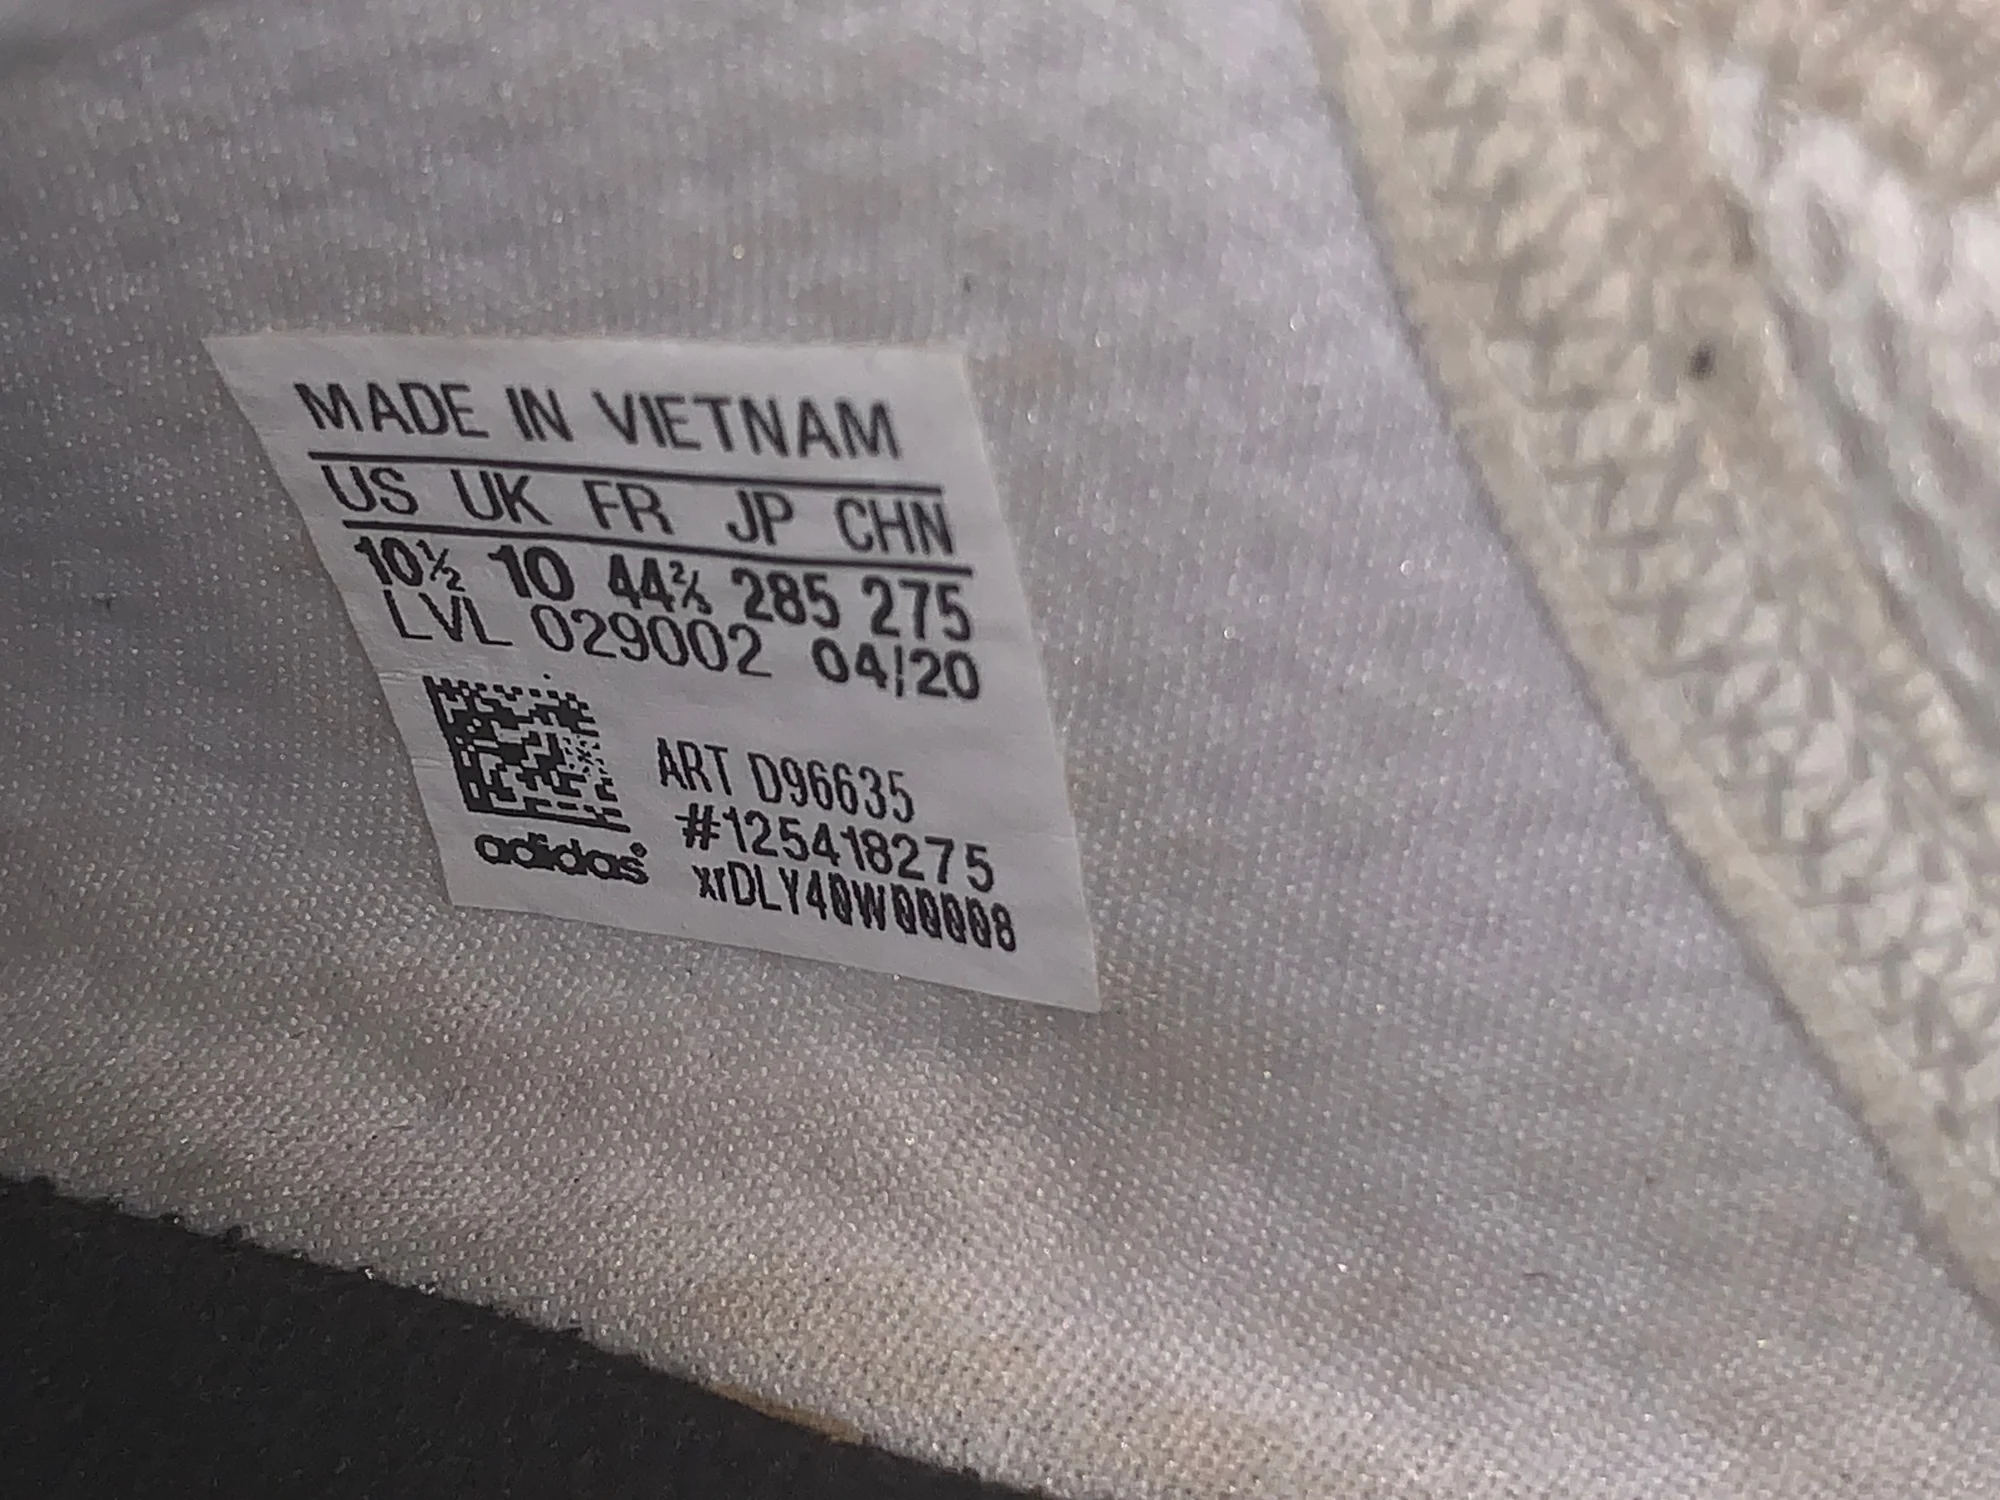 MADE IN VIETNAM
US UK FR JP CHN
10½ 10 44⅔ 285 275
LVL 029002 04/20
ART D96635
#125418275
adidas®
xrDLY40W00008